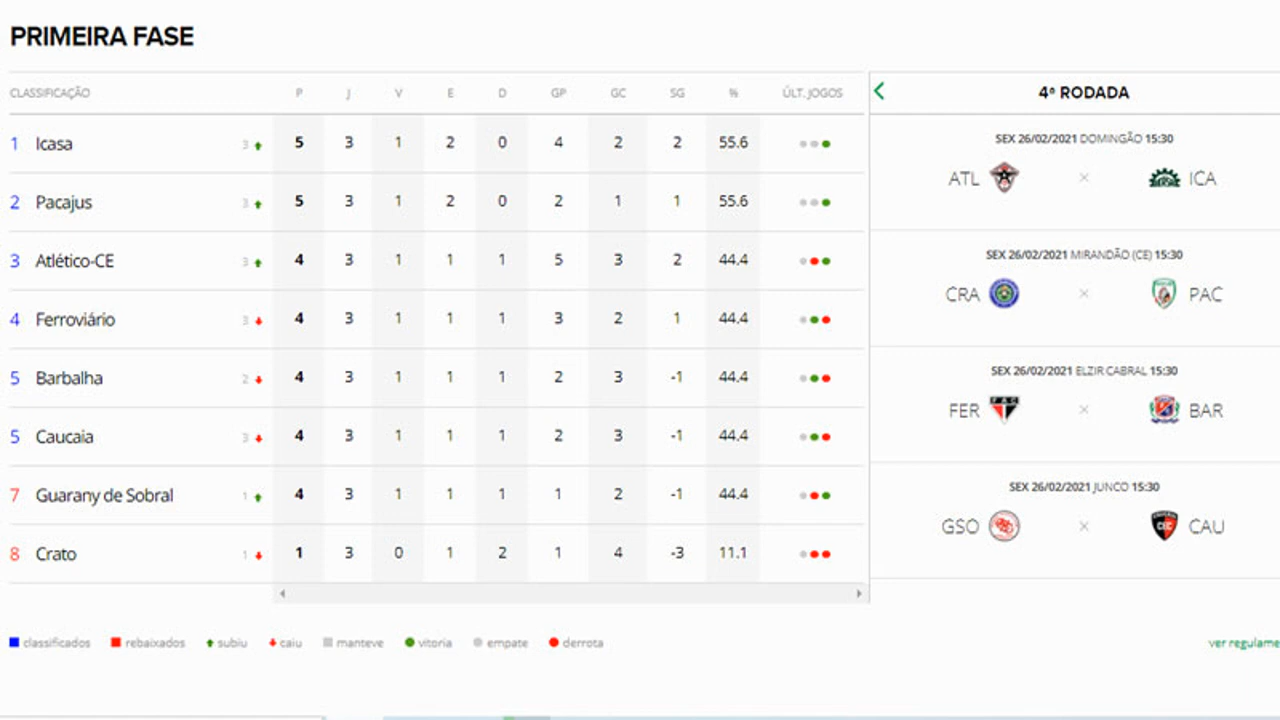 PRIMEIRA FASE
CLASSIFICAÇÃO P J V E D GP GC SG % ÚLT. JOGOS
1 Icasa 3 5 3 1 2 0 4 2 2 55.6
2 Pacajus 3 5 3 1 2 0 2 1 1 55.6
3 Atlético-CE 3 4 3 1 1 1 5 3 2 44.4
4 Ferroviário 3 4 3 1 1 1 3 2 1 44.4
5 Barbalha 2 4 3 1 1 1 2 3 -1 44.4
5 Caucaia 3 4 3 1 1 1 2 3 -1 44.4
7 Guarany de Sobral 1 4 3 1 1 1 1 2 -1 44.4
8 Crato 1 1 3 0 1 2 1 4 -3 11.1
classificados rebaixados subiu caiu manteve vitoria empate derrota
4ª RODADA
SEX 26/02/2021 DOMINGÃO 15:30
ATL × ICA
SEX 26/02/2021 MIRANDÃO (CE) 15:30
CRA × PAC
SEX 26/02/2021 ELZIR CABRAL 15:30
FER × BAR
SEX 26/02/2021 JUNCO 15:30
GSO × CAU
ver regulame